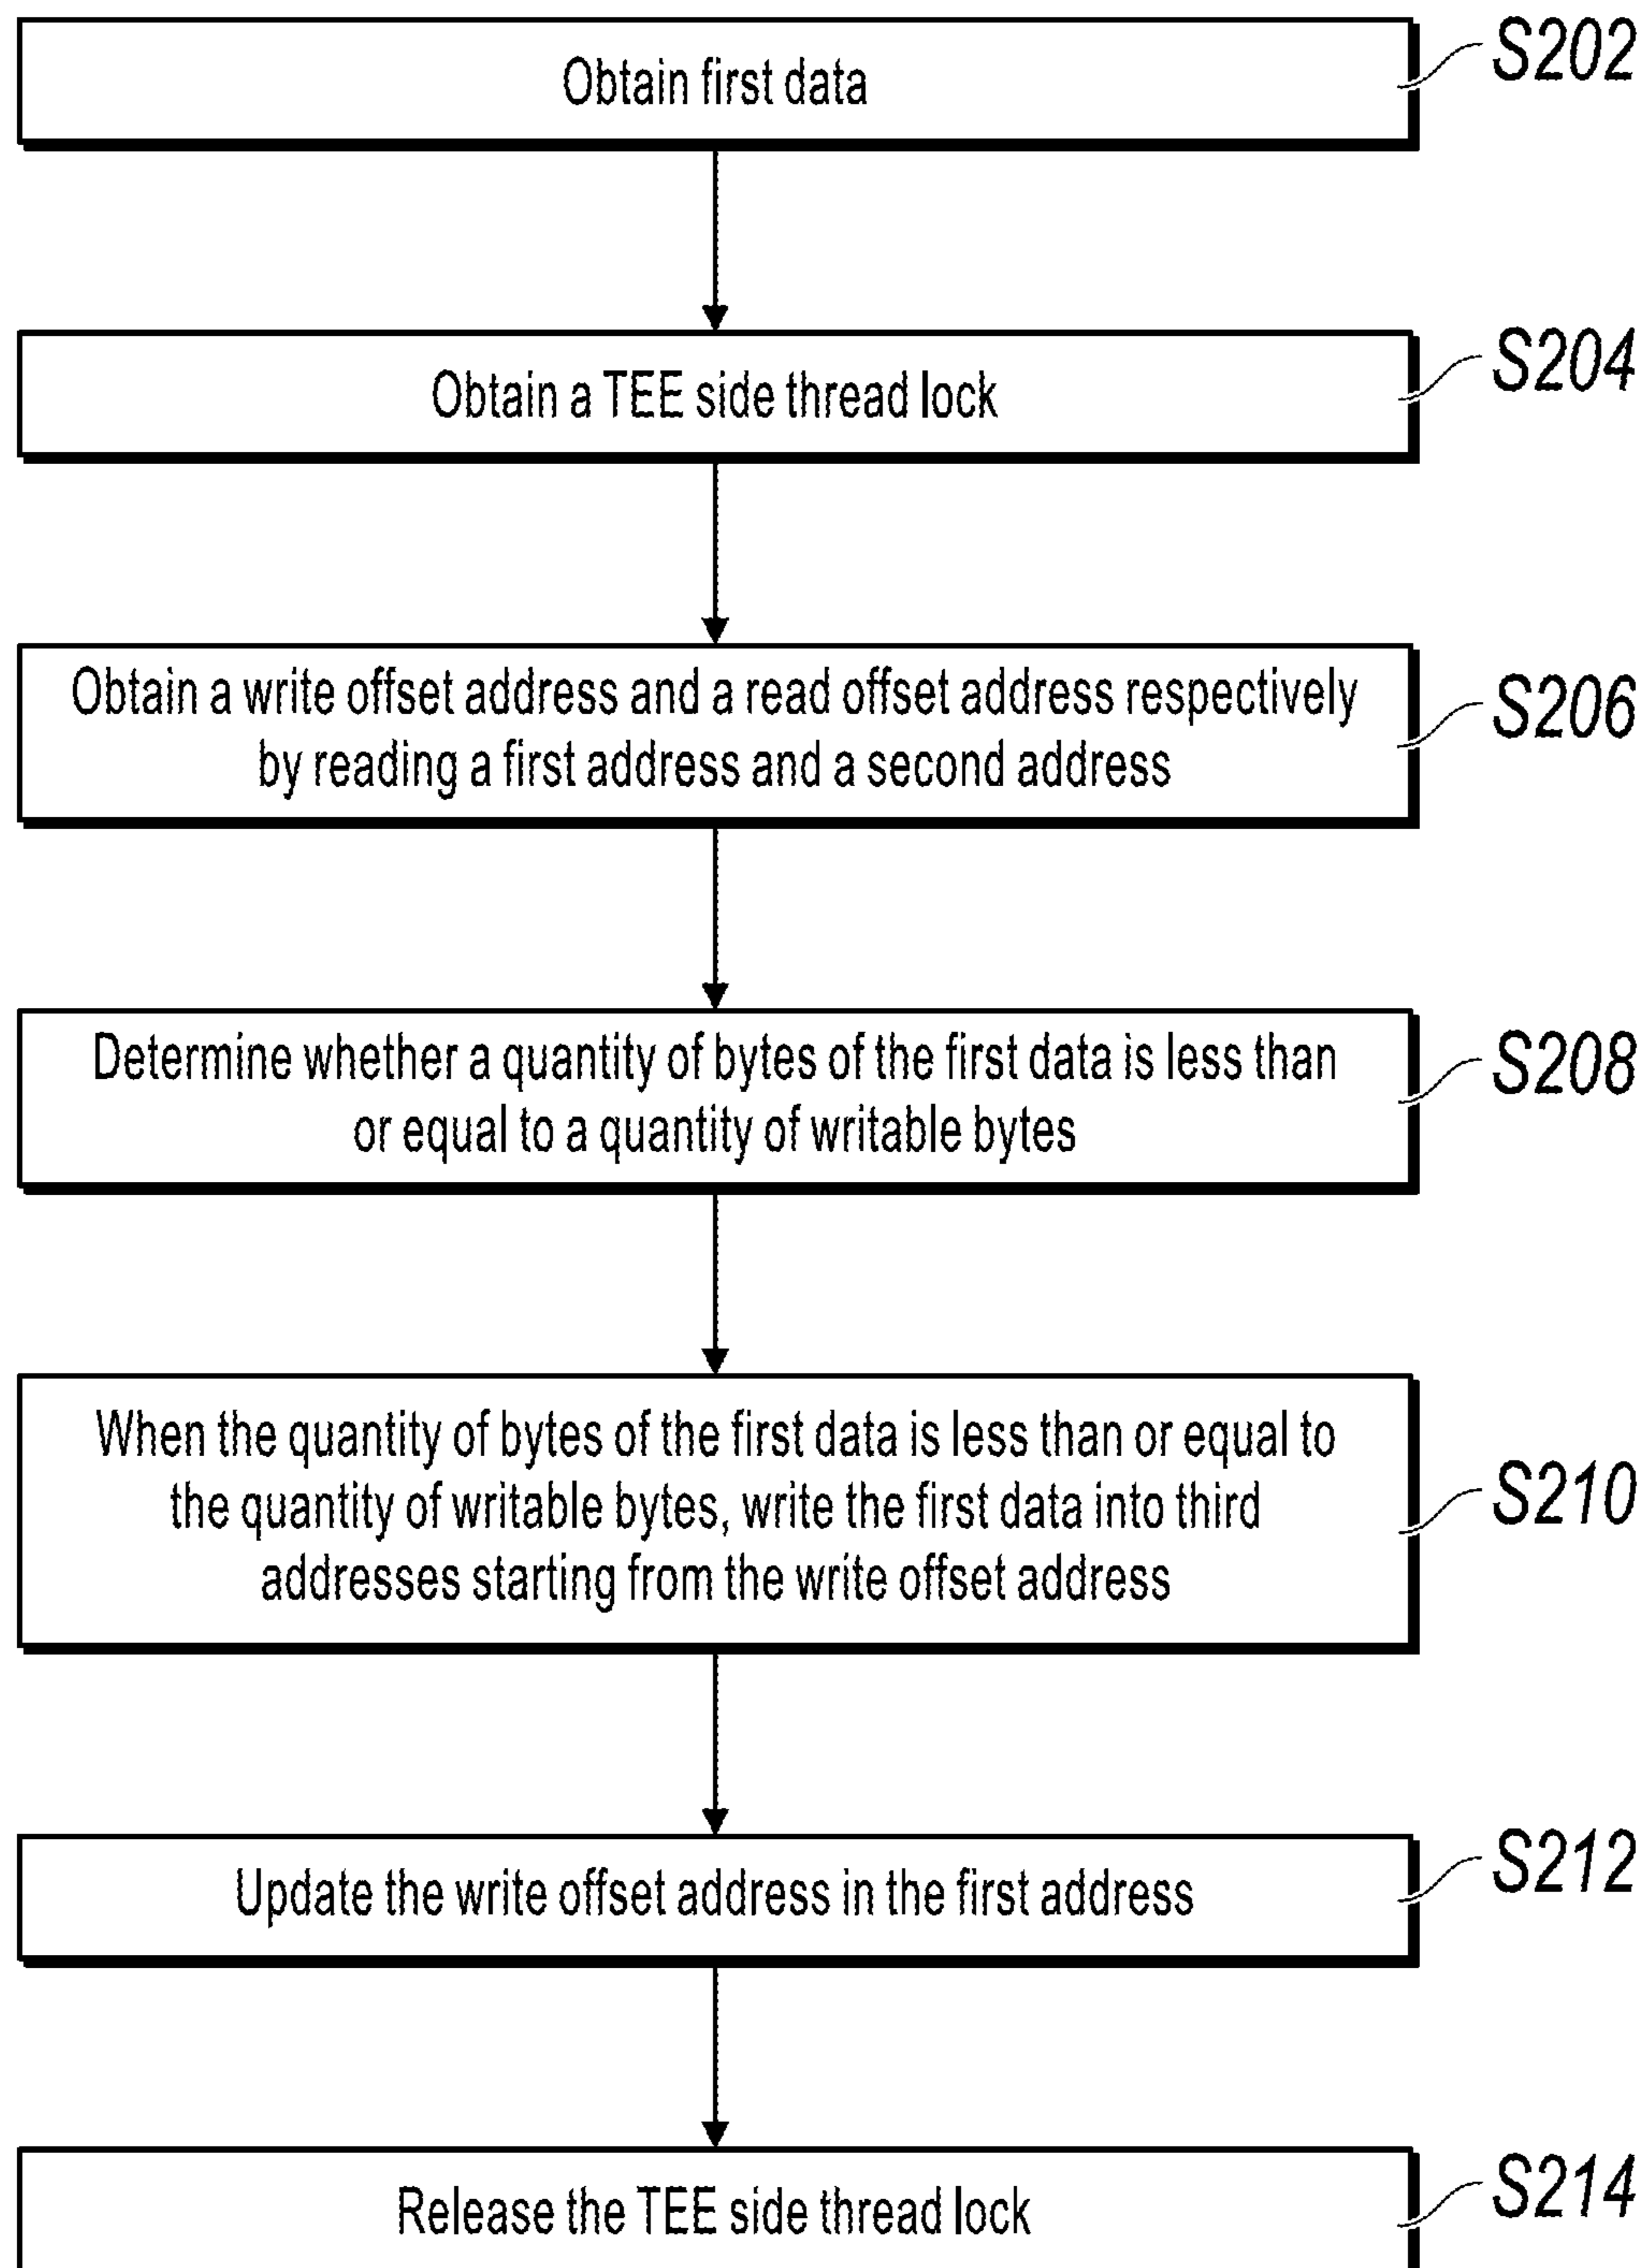 Obtain first data
S202
Obtain a TEE side thread lock
S204
Obtain a write offset address and a read offset address respectively
by reading a first address and a second address
S206
Determine whether a quantity of bytes of the first data is less than
or equal to a quantity of writable bytes
S208
When the quantity of bytes of the first data is less than or equal to
the quantity of writable bytes, write the first data into third
addresses starting from the write offset address
S210
Update the write offset address in the first address
S212
Release the TEE side thread lock
S214